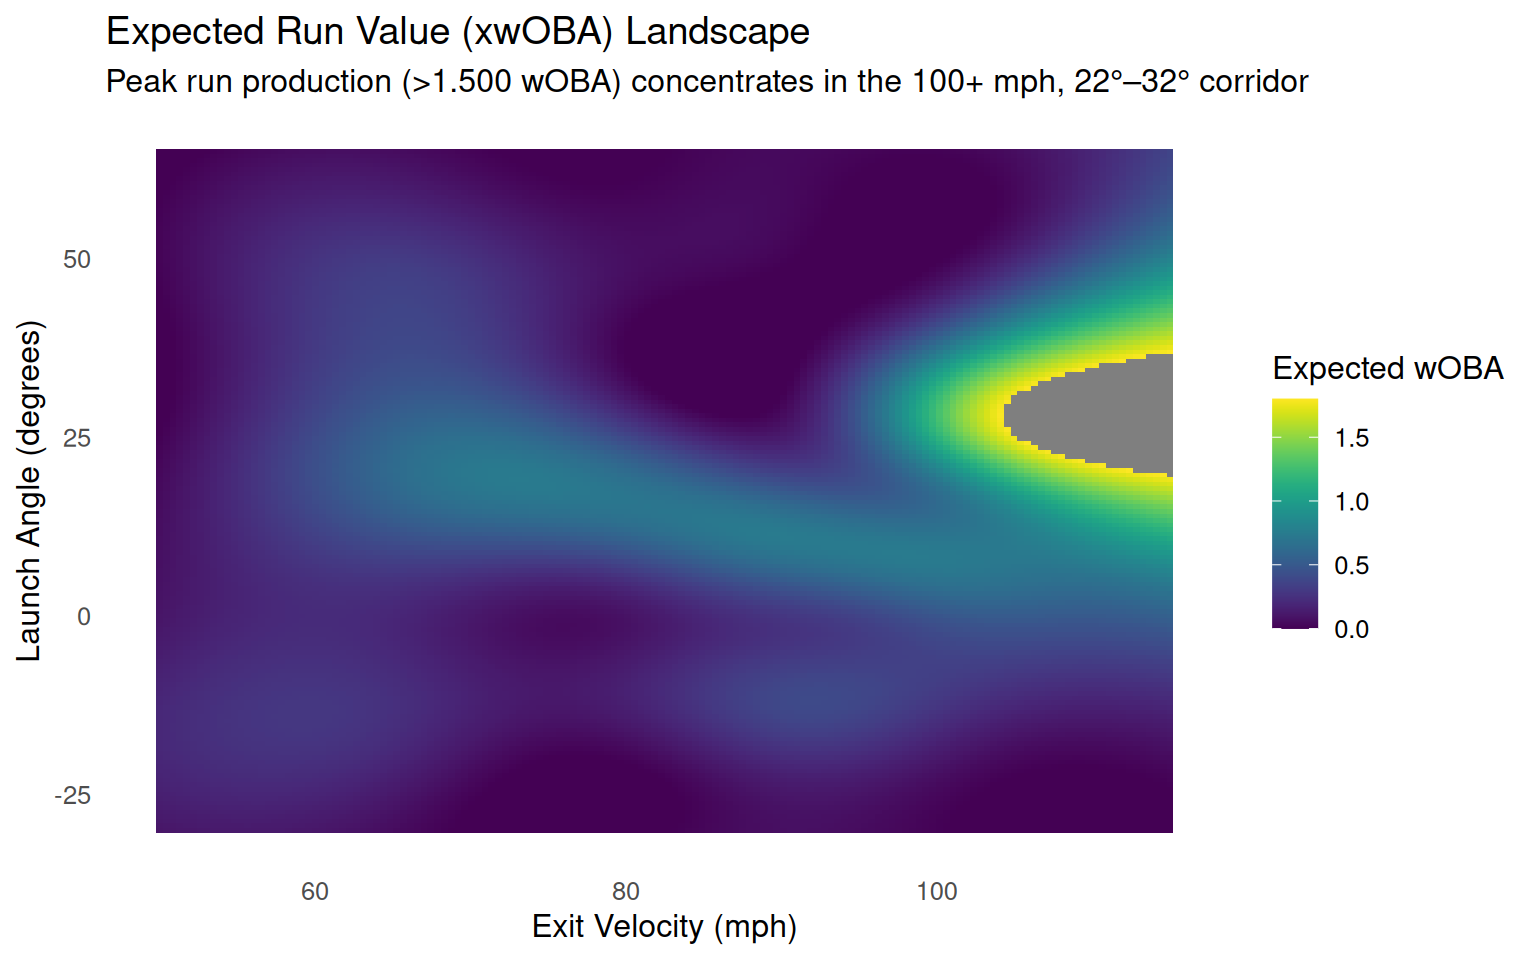 Expected Run Value (xwOBA) Landscape
Peak run production (>1.500 wOBA) concentrates in the 100+ mph, 22°–32° corridor
50
25
0
-25
Launch Angle (degrees)
60 80 100
Exit Velocity (mph)
Expected wOBA
1.5
1.0
0.5
0.0